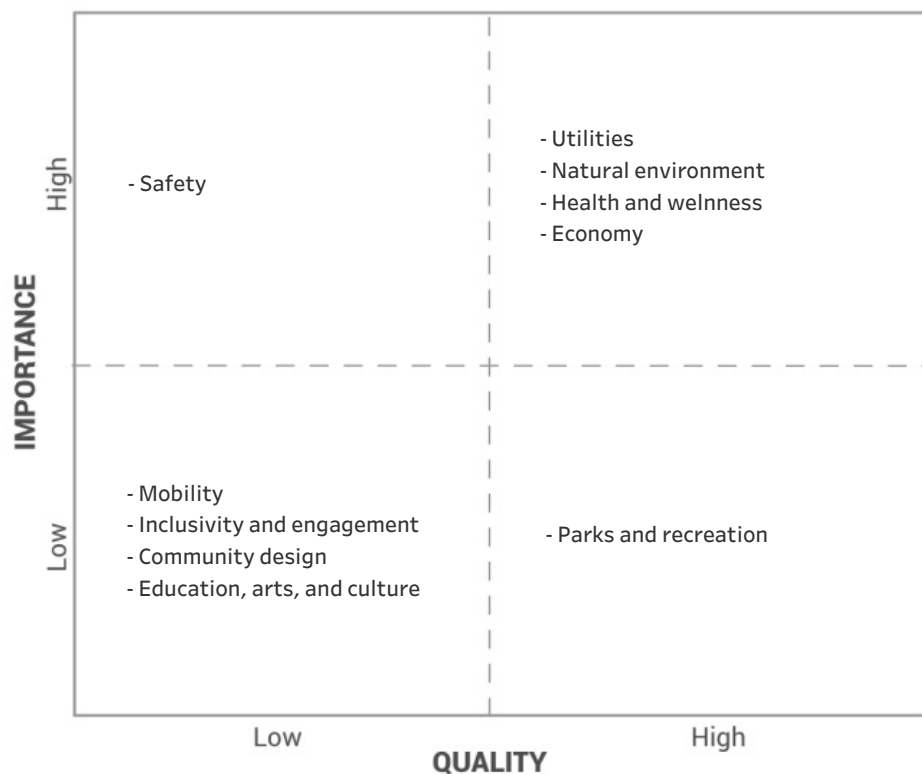 High
- Safety
- Utilities
- Natural environment
- Health and welnness
- Economy
IMPORTANCE
Low
- Mobility
- Inclusivity and engagement
- Community design
- Education, arts, and culture
- Parks and recreation
Low
High
QUALITY